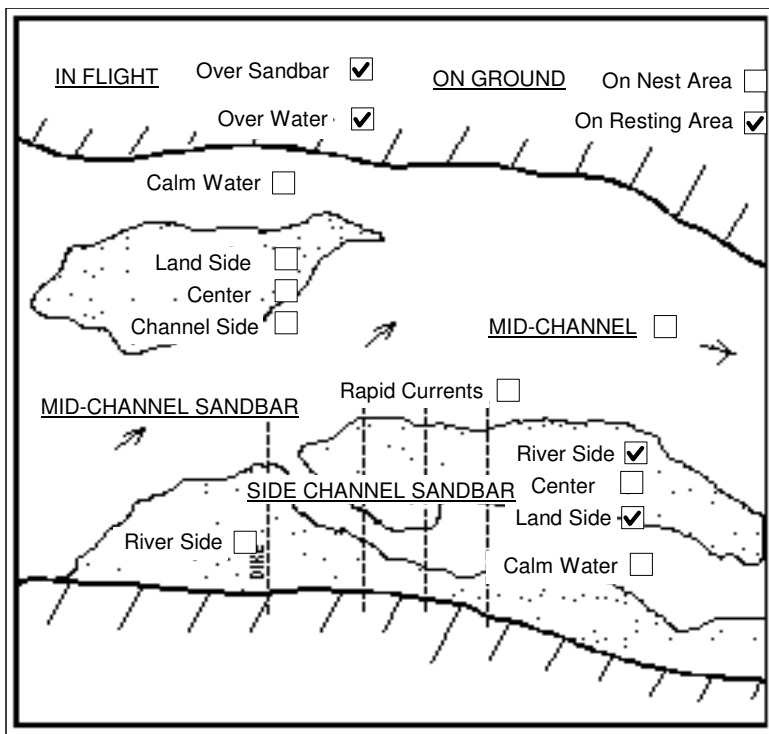 IN FLIGHT
Over Sandbar
ON GROUND
On Nest Area
Over Water
On Resting Area
Calm Water
Land Side
Center
Channel Side
MID-CHANNEL
Rapid Currents
MID-CHANNEL SANDBAR
River Side
SIDE CHANNEL SANDBAR
Center
Land Side
River Side
DIKE
Calm Water